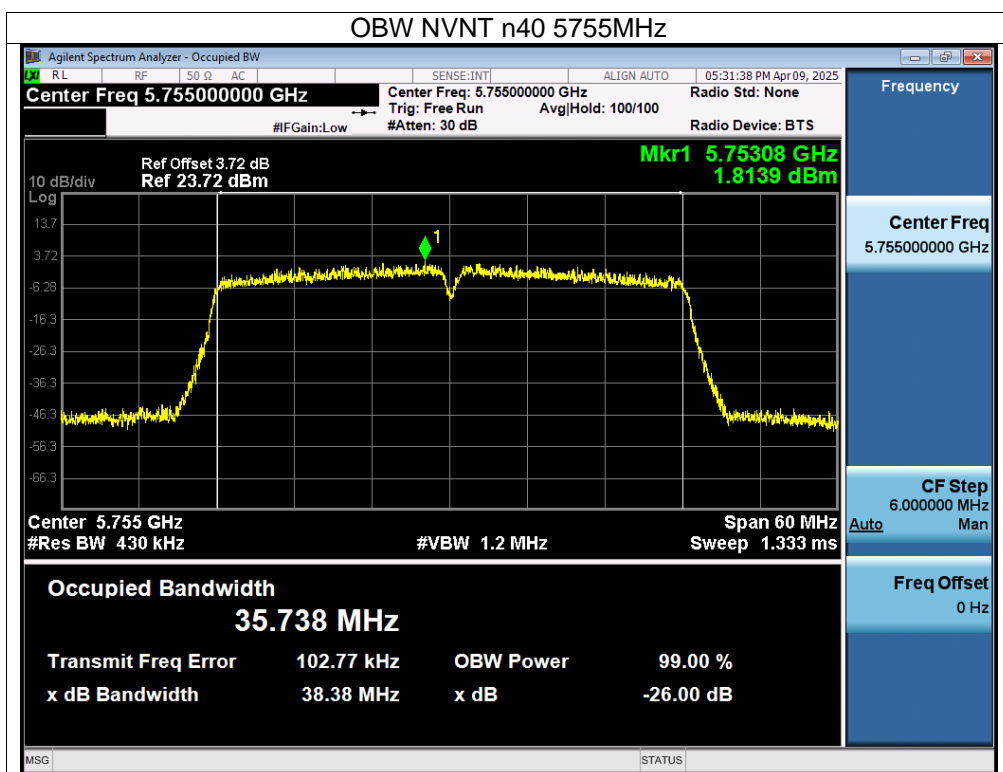 OBW NVNT n40 5755MHz
Agilent Spectrum Analyzer - Occupied BW
LXI RL RF 50 Ω AC SENSE:INT ALIGN AUTO 05:31:38 PM Apr 09, 2025
Center Freq 5.755000000 GHz
Center Freq: 5.755000000 GHz Radio Std: None
Trig: Free Run Avg|Hold: 100/100
#IFGain:Low #Atten: 30 dB Radio Device: BTS
Mkr1 5.75308 GHz
1.8139 dBm
Ref Offset 3.72 dB
10 dB/div Ref 23.72 dBm
Log
13.7
3.72
-6.28
-16.3
-26.3
-36.3
-46.3
-56.3
-66.3
1
Center 5.755 GHz Span 60 MHz
#Res BW 430 kHz #VBW 1.2 MHz Sweep 1.333 ms
Occupied Bandwidth
35.738 MHz
Transmit Freq Error 102.77 kHz OBW Power 99.00 %
x dB Bandwidth 38.38 MHz x dB -26.00 dB
MSG STATUS
Frequency
Center Freq
5.755000000 GHz
CF Step
6.000000 MHz
Auto Man
Freq Offset
0 Hz